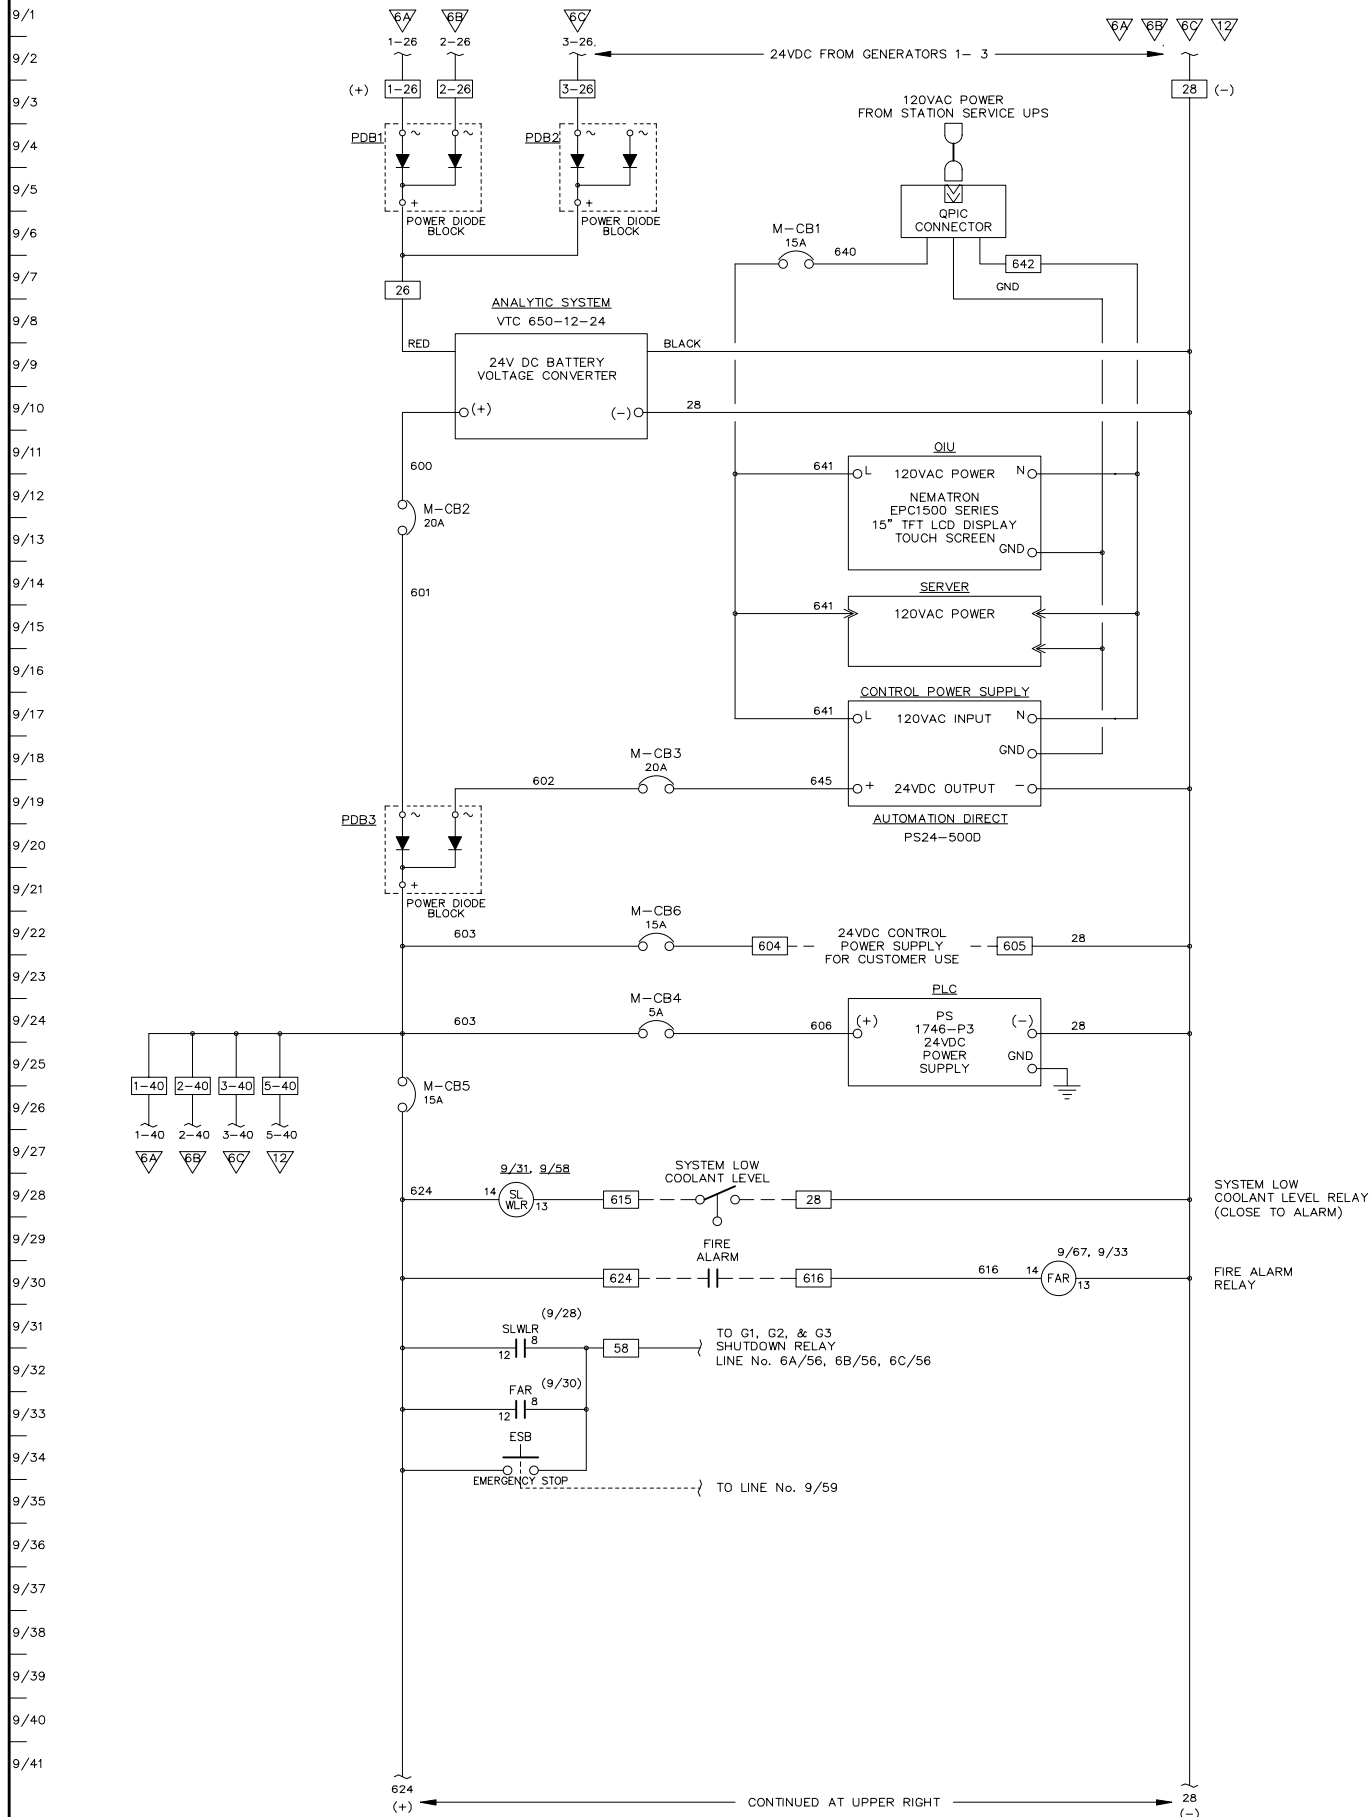 9/1
9/2
9/3
9/4
9/5
9/6
9/7
9/8
9/9
9/10
9/11
9/12
9/13
9/14
9/15
9/16
9/17
9/18
9/19
9/20
9/21
9/22
9/23
9/24
9/25
9/26
9/27
9/28
9/29
9/30
9/31
9/32
9/33
9/34
9/35
9/36
9/37
9/38
9/39
9/40
9/41
6A 6B 6C
6A 6B 6C 12
1-26 2-26 3-26
24VDC FROM GENERATORS 1- 3
(+) 1-26 2-26 3-26
28 (-)
120VAC POWER
FROM STATION SERVICE UPS
PDB1 ~ ~
PDB2 ~ ~
+ +
POWER DIODE
BLOCK
POWER DIODE
BLOCK
QPIC
CONNECTOR
M-CB1
15A
640
642
GND
26
ANALYTIC SYSTEM
VTC 650-12-24
RED
BLACK
24V DC BATTERY
VOLTAGE CONVERTER
(+) (-) 28
600
M-CB2
20A
601
OIU
641 L 120VAC POWER N
NEMATRON
EPC1500 SERIES
15" TFT LCD DISPLAY
TOUCH SCREEN
GND
SERVER
641 120VAC POWER
CONTROL POWER SUPPLY
641 L 120VAC INPUT N
GND
M-CB3
20A
602 645 + 24VDC OUTPUT -
AUTOMATION DIRECT
PS24-500D
PDB3 ~ ~
+
POWER DIODE
BLOCK
M-CB6
15A
603 604
24VDC CONTROL
POWER SUPPLY
FOR CUSTOMER USE
605 28
M-CB4
5A
603 606
PLC
(+) PS (-) 28
1746-P3
24VDC
POWER
SUPPLY
GND
1-40 2-40 3-40 5-40
1-40 2-40 3-40 5-40
6A 6B 6C 12
M-CB5
15A
9/31, 9/58
624 14 SL
WLR 13
615
SYSTEM LOW
COOLANT LEVEL
28
SYSTEM LOW
COOLANT LEVEL RELAY
(CLOSE TO ALARM)
FIRE
ALARM
624 616 616
9/67, 9/33
14 FAR 13
FIRE ALARM
RELAY
(9/28)
SLWLR
12 8
58
TO G1, G2, & G3
SHUTDOWN RELAY
LINE No. 6A/56, 6B/56, 6C/56
(9/30)
FAR
12 8
ESB
EMERGENCY STOP
TO LINE No. 9/59
624
(+)
CONTINUED AT UPPER RIGHT
28
(-)